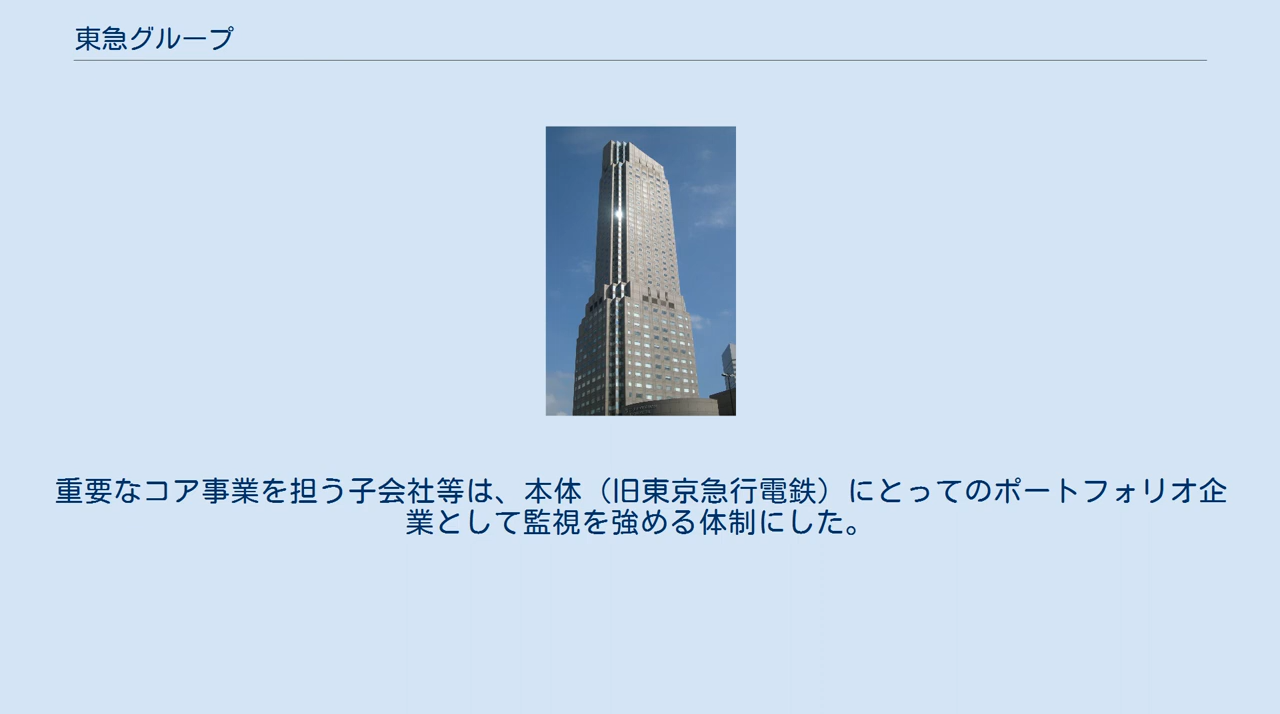 東急グループ
重要なコア事業を担う子会社等は、本体（旧東京急行電鉄）にとってのポートフォリオ企
業として監視を強める体制にした。